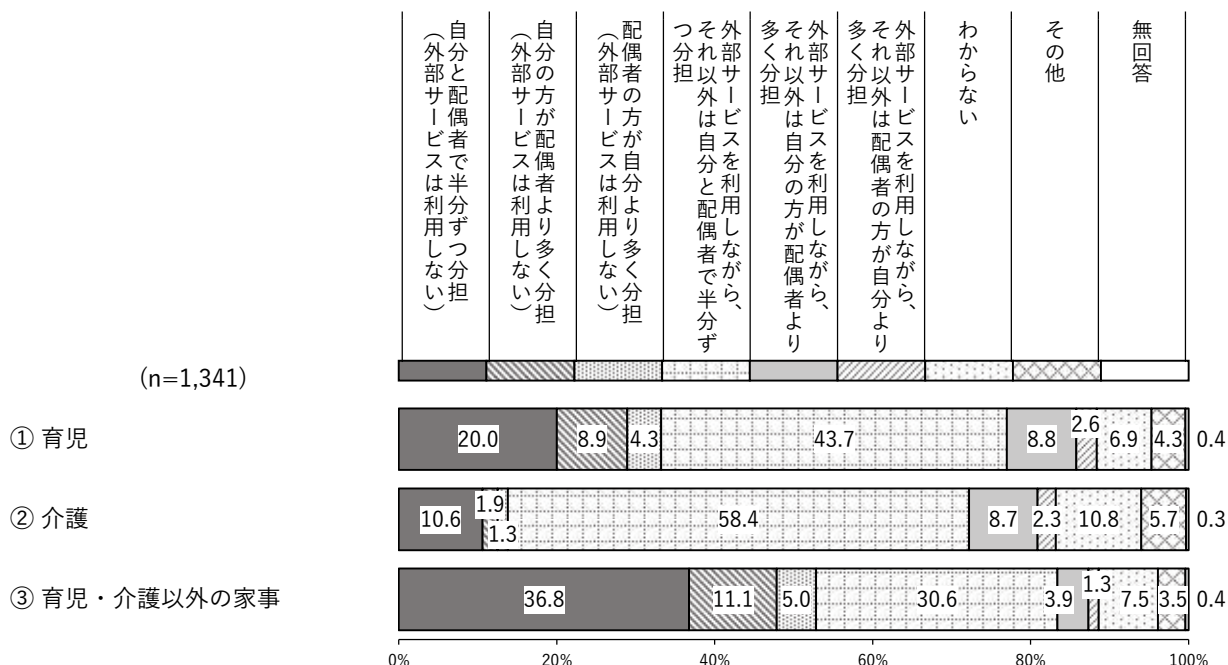 自分と配偶者で半分ずつ分担
（外部サービスは利用しない）
自分の方が配偶者より多く分担
（外部サービスは利用しない）
配偶者の方が自分より多く分担
（外部サービスは利用しない）
外部サービスを利用しながら、
それ以外は自分と配偶者で半分ず
つ分担
外部サービスを利用しながら、
それ以外は自分の方が配偶者より
多く分担
外部サービスを利用しながら、
それ以外は配偶者の方が自分より
多く分担
わからない
その他
無回答
(n=1,341)
① 育児
20.0 8.9 4.3 43.7 8.8 2.6 6.9 4.3 0.4
② 介護
10.6 1.9 1.3 58.4 8.7 2.3 10.8 5.7 0.3
③ 育児・介護以外の家事
36.8 11.1 5.0 30.6 3.9 1.3 7.5 3.5 0.4
0% 20% 40% 60% 80% 100%